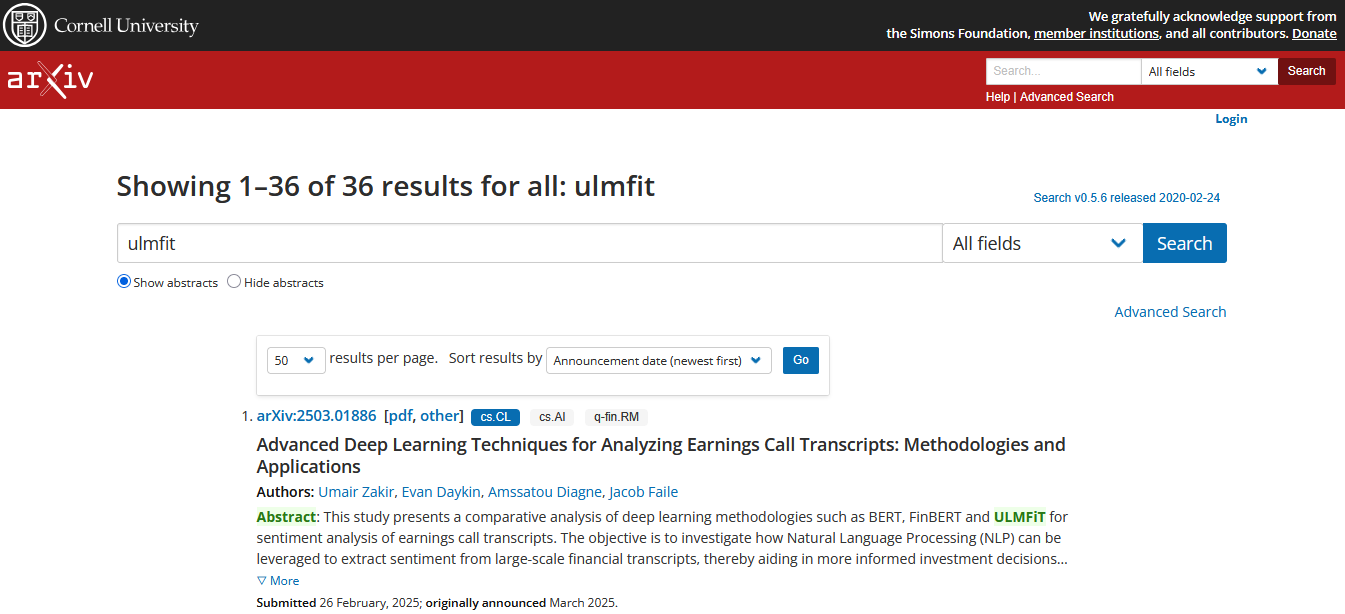 Cornell University
We gratefully acknowledge support from
the Simons Foundation, member institutions, and all contributors. Donate
arXiv
Search...
All fields
Search
Help | Advanced Search
Login
Showing 1–36 of 36 results for all: ulmfit
Search v0.5.6 released 2020-02-24
ulmfit
All fields
Search
Show abstracts
Hide abstracts
Advanced Search
50 results per page. Sort results by Announcement date (newest first) Go
1. arXiv:2503.01886 [pdf, other] cs.CL cs.AI q-fin.RM
Advanced Deep Learning Techniques for Analyzing Earnings Call Transcripts: Methodologies and
Applications
Authors: Umair Zakir, Evan Daykin, Amssatou Diagne, Jacob Faile
Abstract: This study presents a comparative analysis of deep learning methodologies such as BERT, FinBERT and ULMFiT for
sentiment analysis of earnings call transcripts. The objective is to investigate how Natural Language Processing (NLP) can be
leveraged to extract sentiment from large-scale financial transcripts, thereby aiding in more informed investment decisions…
▽ More
Submitted 26 February, 2025; originally announced March 2025.